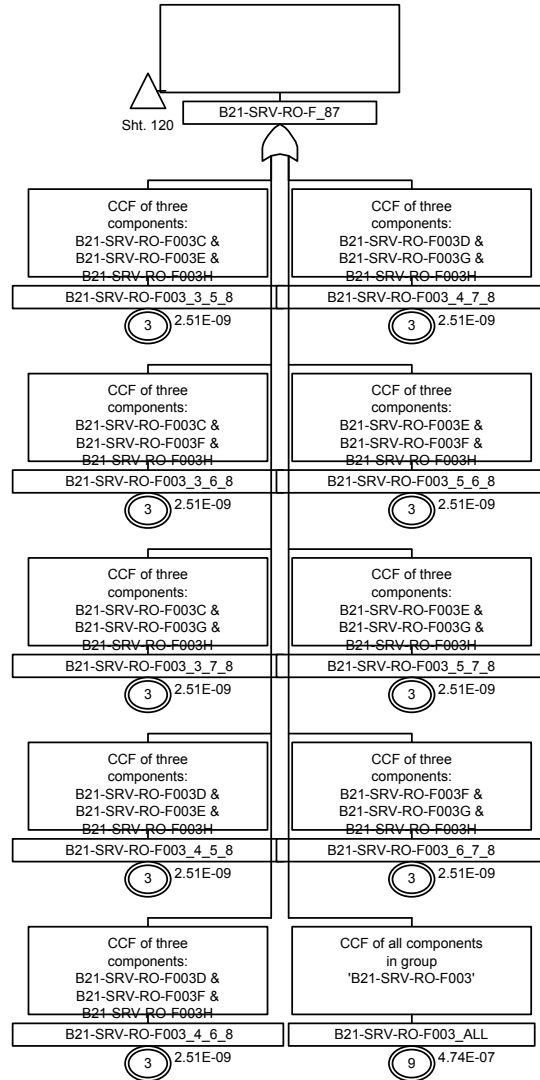 Sht. 120
B21-SRV-RO-F_87
CCF of three
components:
B21-SRV-RO-F003C &
B21-SRV-RO-F003E &
B21-SRV-RO-F003H
B21-SRV-RO-F003_3_5_8
3
2.51E-09
CCF of three
components:
B21-SRV-RO-F003D &
B21-SRV-RO-F003G &
B21-SRV-RO-F003H
B21-SRV-RO-F003_4_7_8
3
2.51E-09
CCF of three
components:
B21-SRV-RO-F003C &
B21-SRV-RO-F003F &
B21-SRV-RO-F003H
B21-SRV-RO-F003_3_6_8
3
2.51E-09
CCF of three
components:
B21-SRV-RO-F003E &
B21-SRV-RO-F003F &
B21-SRV-RO-F003H
B21-SRV-RO-F003_5_6_8
3
2.51E-09
CCF of three
components:
B21-SRV-RO-F003C &
B21-SRV-RO-F003G &
B21-SRV-RO-F003H
B21-SRV-RO-F003_3_7_8
3
2.51E-09
CCF of three
components:
B21-SRV-RO-F003E &
B21-SRV-RO-F003G &
B21-SRV-RO-F003H
B21-SRV-RO-F003_5_7_8
3
2.51E-09
CCF of three
components:
B21-SRV-RO-F003D &
B21-SRV-RO-F003E &
B21-SRV-RO-F003H
B21-SRV-RO-F003_4_5_8
3
2.51E-09
CCF of three
components:
B21-SRV-RO-F003F &
B21-SRV-RO-F003G &
B21-SRV-RO-F003H
B21-SRV-RO-F003_6_7_8
3
2.51E-09
CCF of three
components:
B21-SRV-RO-F003D &
B21-SRV-RO-F003F &
B21-SRV-RO-F003H
B21-SRV-RO-F003_4_6_8
3
2.51E-09
CCF of all components
in group
'B21-SRV-RO-F003'
B21-SRV-RO-F003_ALL
9
4.74E-07